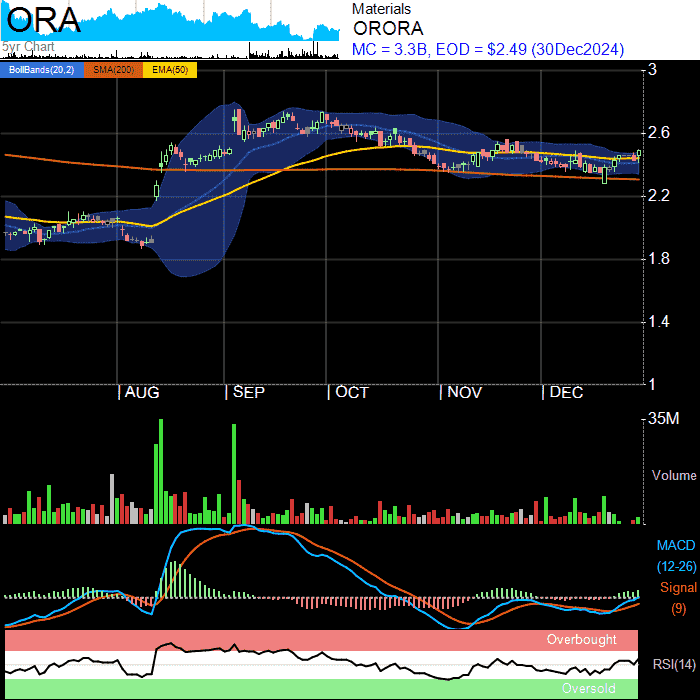 ORA
5yr Chart
Materials
ORORA
MC = 3.3B, EOD = $2.49 (30Dec2024)
BollBands(20,2) SMA(200) EMA(50)
3
2.6
2.2
1.8
1.4
1
AUG SEP OCT NOV DEC
35M
Volume
MACD
(12-26)
Signal
(9)
Overbought
RSI(14)
Oversold